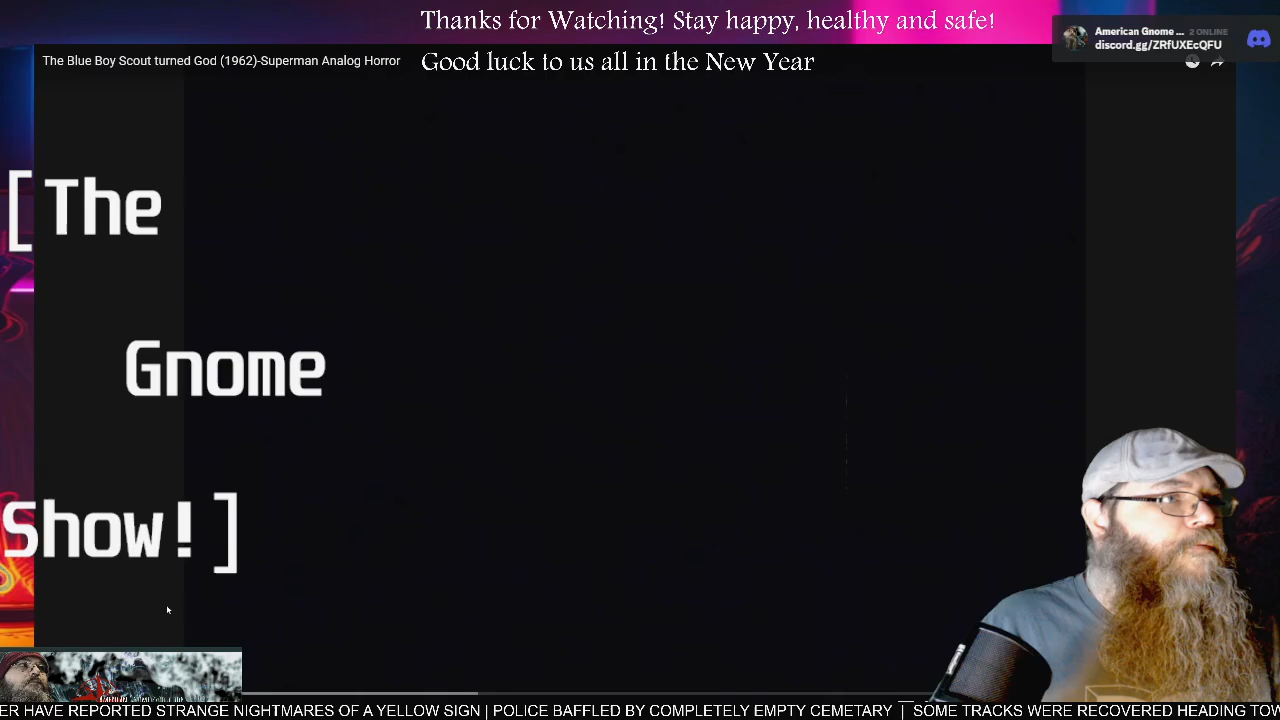 Thanks for Watching! Stay happy, healthy and safe!
American Gnome ... 2 ONLINE
discord.gg/ZRfUXEcQFU
The Blue Boy Scout turned God (1962)-Superman Analog Horror
Good luck to us all in the New Year
[The
Gnome
Show!]
ER HAVE REPORTED STRANGE NIGHTMARES OF A YELLOW SIGN | POLICE BAFFLED BY COMPLETELY EMPTY CEMETARY | SOME TRACKS WERE RECOVERED HEADING TOW